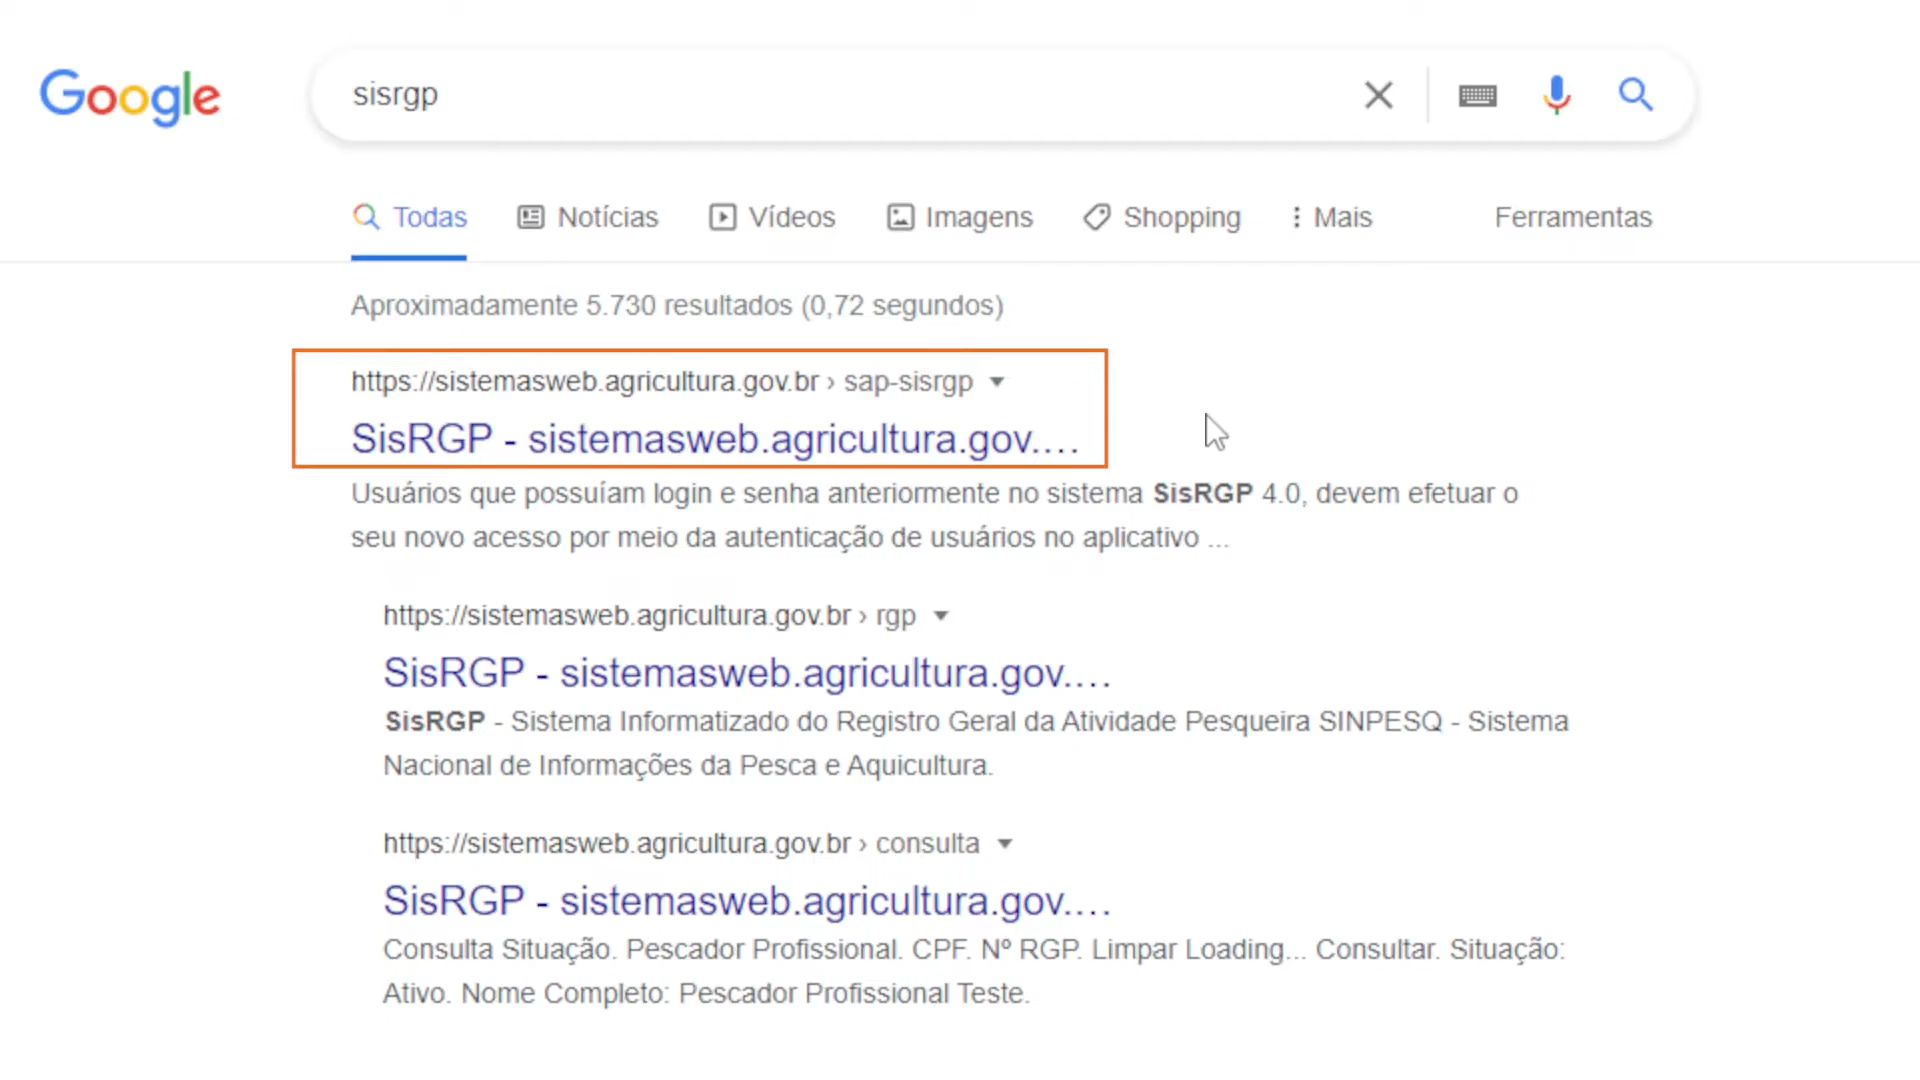 Google
sisrgp
Todas Notícias Vídeos Imagens Shopping Mais Ferramentas
Aproximadamente 5.730 resultados (0,72 segundos)
https://sistemasweb.agricultura.gov.br › sap-sisrgp
SisRGP - sistemasweb.agricultura.gov....
Usuários que possuíam login e senha anteriormente no sistema SisRGP 4.0, devem efetuar o
seu novo acesso por meio da autenticação de usuários no aplicativo ...
https://sistemasweb.agricultura.gov.br › rgp
SisRGP - sistemasweb.agricultura.gov....
SisRGP - Sistema Informatizado do Registro Geral da Atividade Pesqueira SINPESQ - Sistema
Nacional de Informações da Pesca e Aquicultura.
https://sistemasweb.agricultura.gov.br › consulta
SisRGP - sistemasweb.agricultura.gov....
Consulta Situação. Pescador Profissional. CPF. Nº RGP. Limpar Loading... Consultar. Situação:
Ativo. Nome Completo: Pescador Profissional Teste.